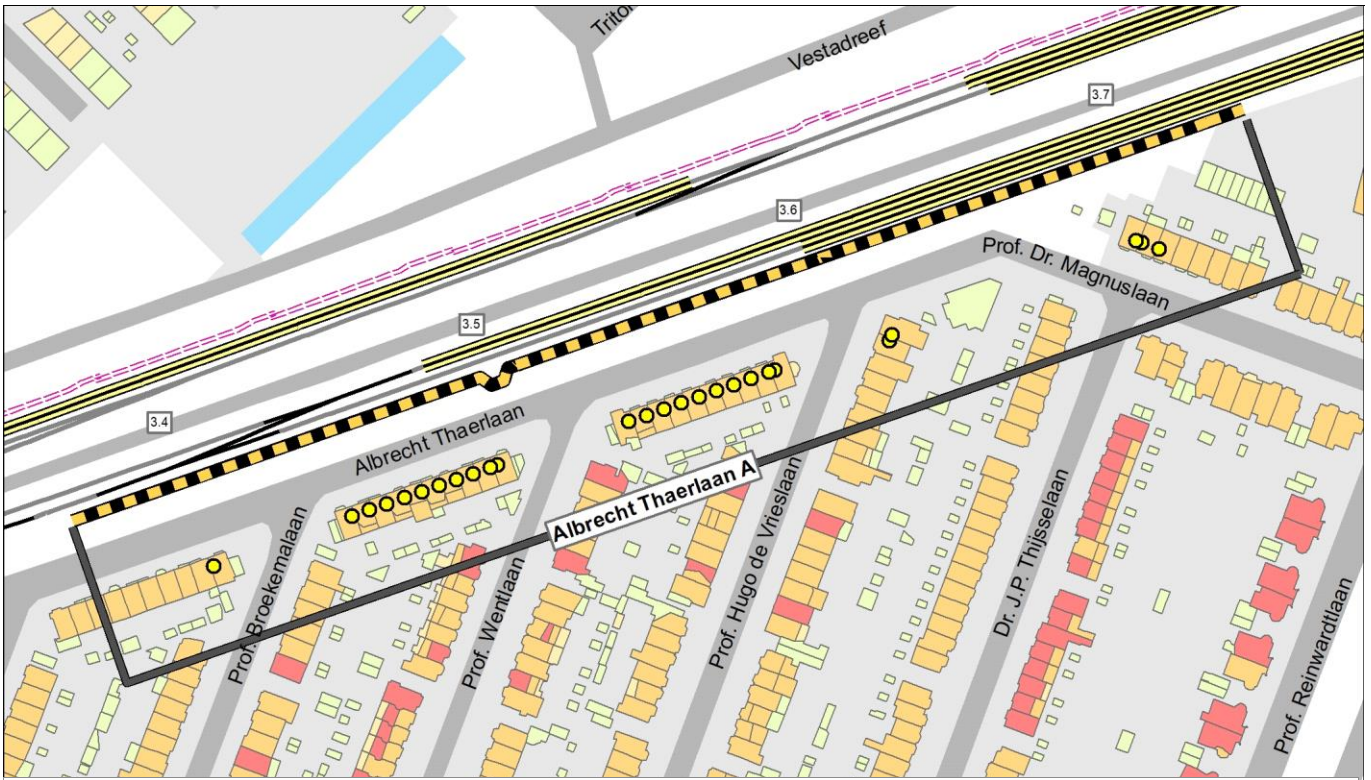 Trito
Vestadreef
3.7
3.6
Prof. Dr. Magnuslaan
3.5
3.4
Albrecht Thaerlaan
Albrecht Thaerlaan A
Prof. Broekemalaan
Prof. Wentlaan
Prof. Hugo de Vrieslaan
Dr. J.P. Thijsselaan
Prof. Reinwardtlaan